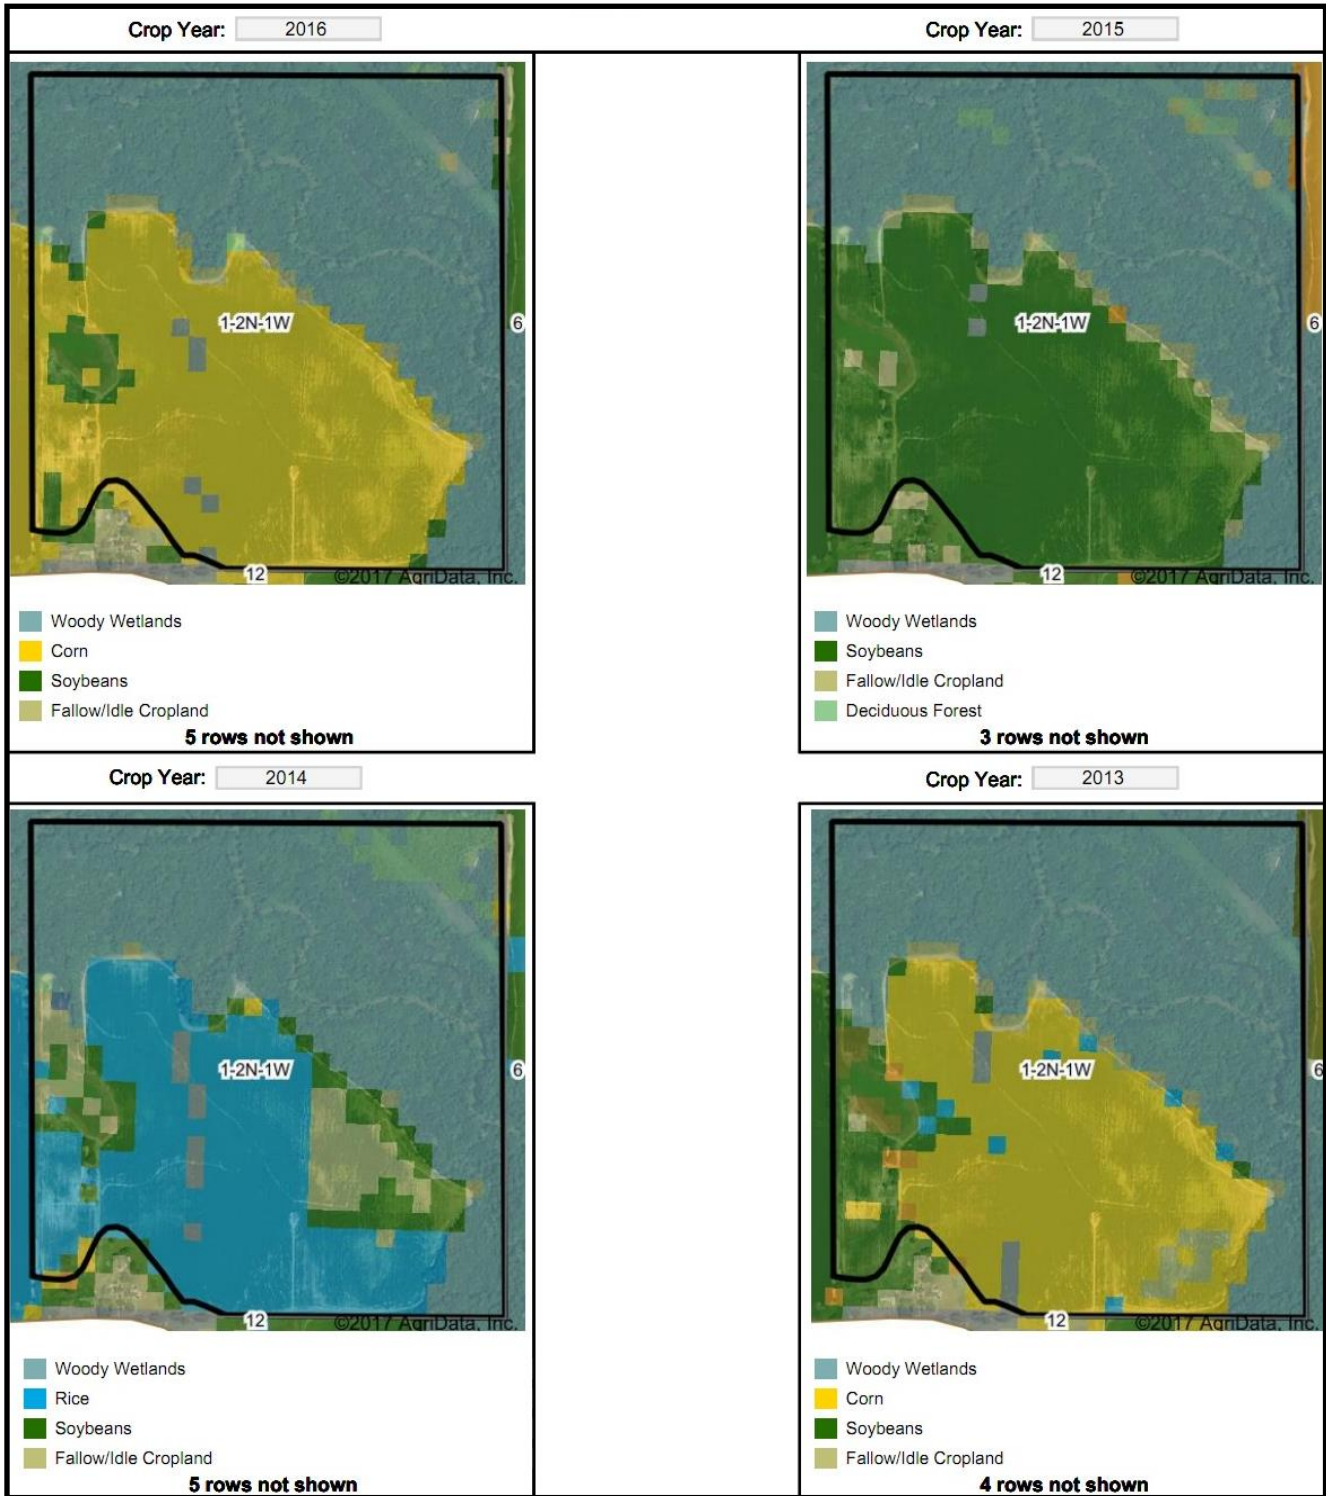 Crop Year: 2016
Crop Year: 2015
1-2N-1W
6
12
©2017 AgriData, Inc.
1-2N-1W
6
12
©2017 AgriData, Inc.
Woody Wetlands
Corn
Soybeans
Fallow/Idle Cropland
5 rows not shown
Woody Wetlands
Soybeans
Fallow/Idle Cropland
Deciduous Forest
3 rows not shown
Crop Year: 2014
Crop Year: 2013
1-2N-1W
6
12
©2017 AgriData, Inc.
1-2N-1W
6
12
©2017 AgriData, Inc.
Woody Wetlands
Rice
Soybeans
Fallow/Idle Cropland
5 rows not shown
Woody Wetlands
Corn
Soybeans
Fallow/Idle Cropland
4 rows not shown